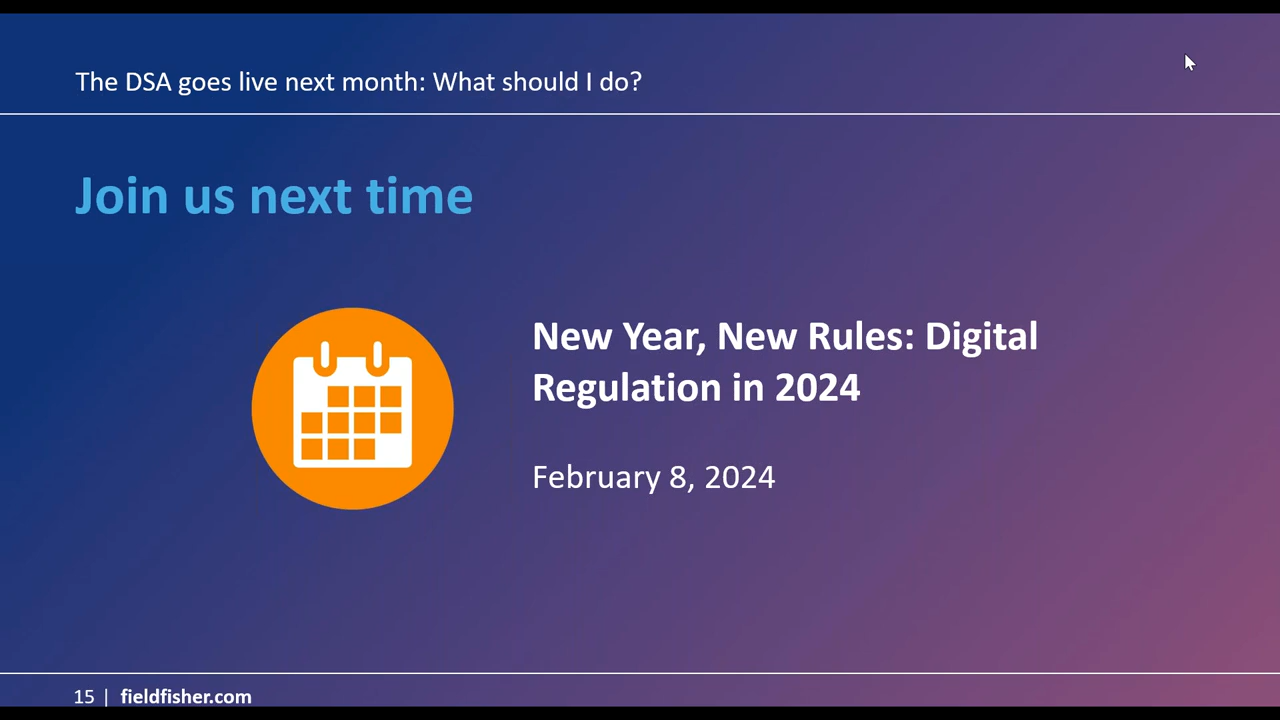 The DSA goes live next month: What should I do?
Join us next time
New Year, New Rules: Digital
Regulation in 2024
February 8, 2024
15 | fieldfisher.com